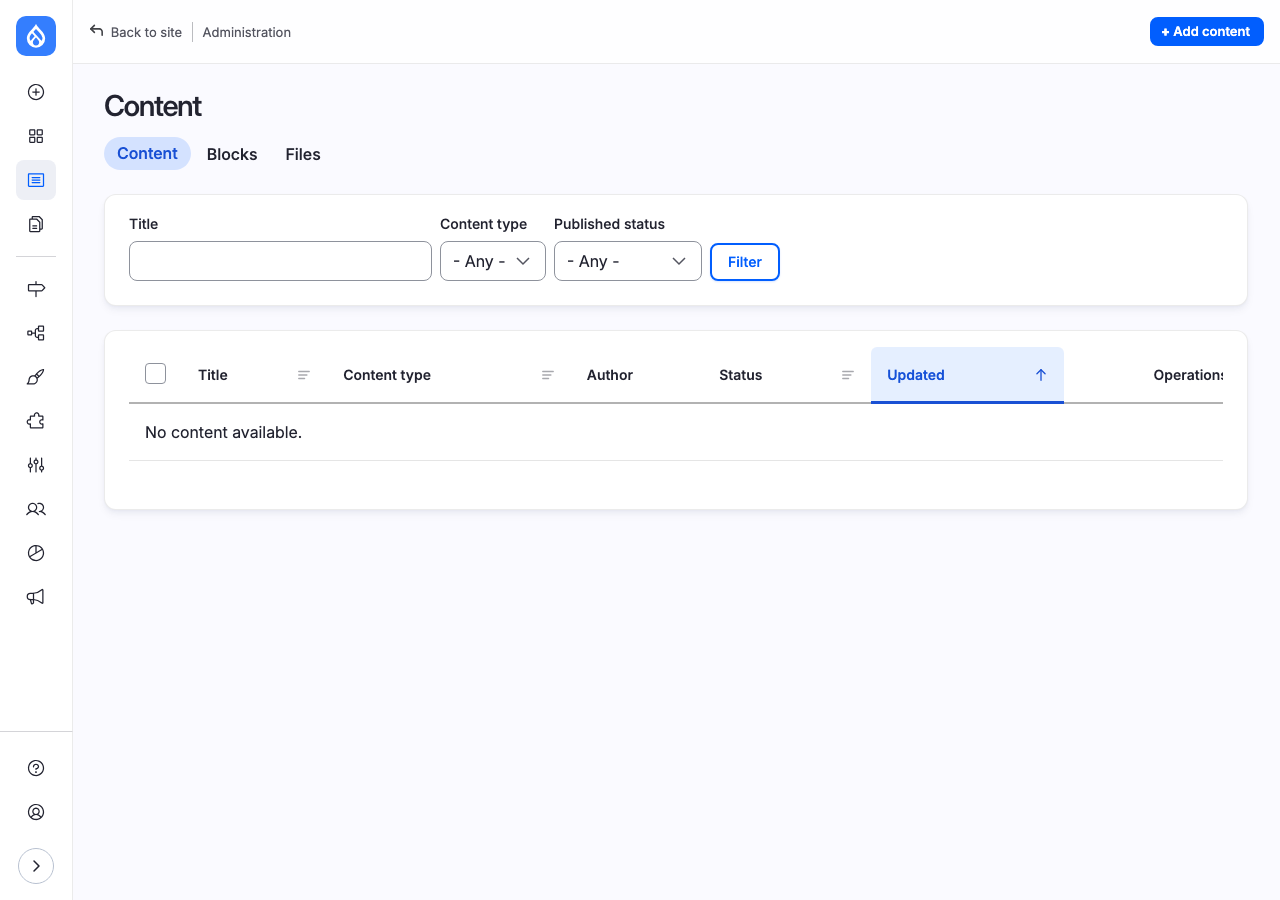 Back to site
Administration
+ Add content
Content
Content
Blocks
Files
Title
Content type
Published status
- Any -
- Any -
Filter
Title
Content type
Author
Status
Updated
Operations
No content available.